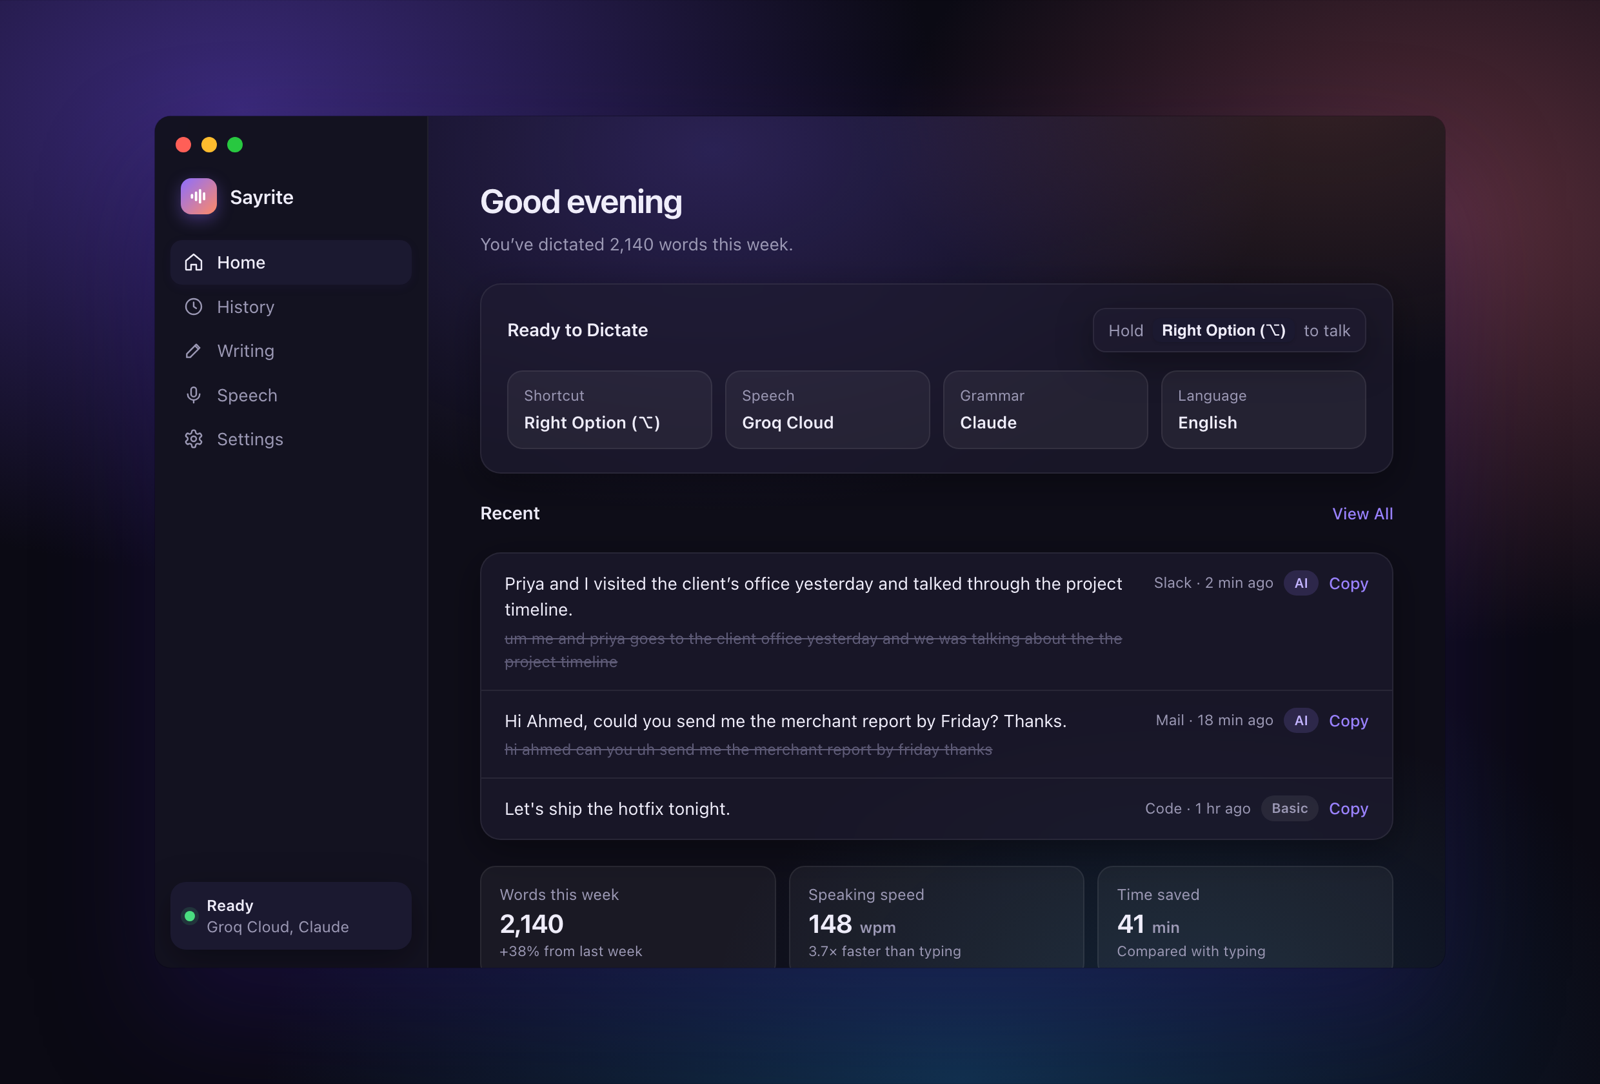 Sayrite
Home
History
Writing
Speech
Settings
Ready
Groq Cloud, Claude
Good evening
You’ve dictated 2,140 words this week.
Ready to Dictate
Hold Right Option (⌥) to talk
Shortcut
Right Option (⌥)
Speech
Groq Cloud
Grammar
Claude
Language
English
Recent
View All
Priya and I visited the client’s office yesterday and talked through the project
timeline.
um me and priya goes to the client office yesterday and we was talking about the the
project timeline
Slack · 2 min ago AI Copy
Hi Ahmed, could you send me the merchant report by Friday? Thanks.
hi ahmed can you uh send me the merchant report by friday thanks
Mail · 18 min ago AI Copy
Let's ship the hotfix tonight.
Code · 1 hr ago Basic Copy
Words this week
2,140
+38% from last week
Speaking speed
148 wpm
3.7× faster than typing
Time saved
41 min
Compared with typing